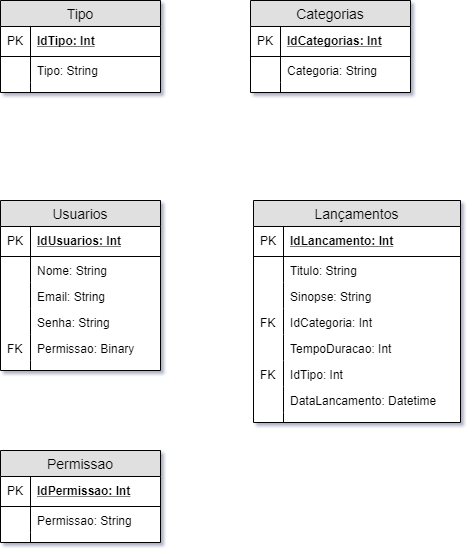 Tipo
PK IdTipo: Int
Tipo: String
Categorias
PK IdCategorias: Int
Categoria: String
Usuarios
PK IdUsuarios: Int
Nome: String
Email: String
Senha: String
FK Permissao: Binary
Lançamentos
PK IdLancamento: Int
Titulo: String
Sinopse: String
FK IdCategoria: Int
TempoDuracao: Int
FK IdTipo: Int
DataLancamento: Datetime
Permissao
PK IdPermissao: Int
Permissao: String